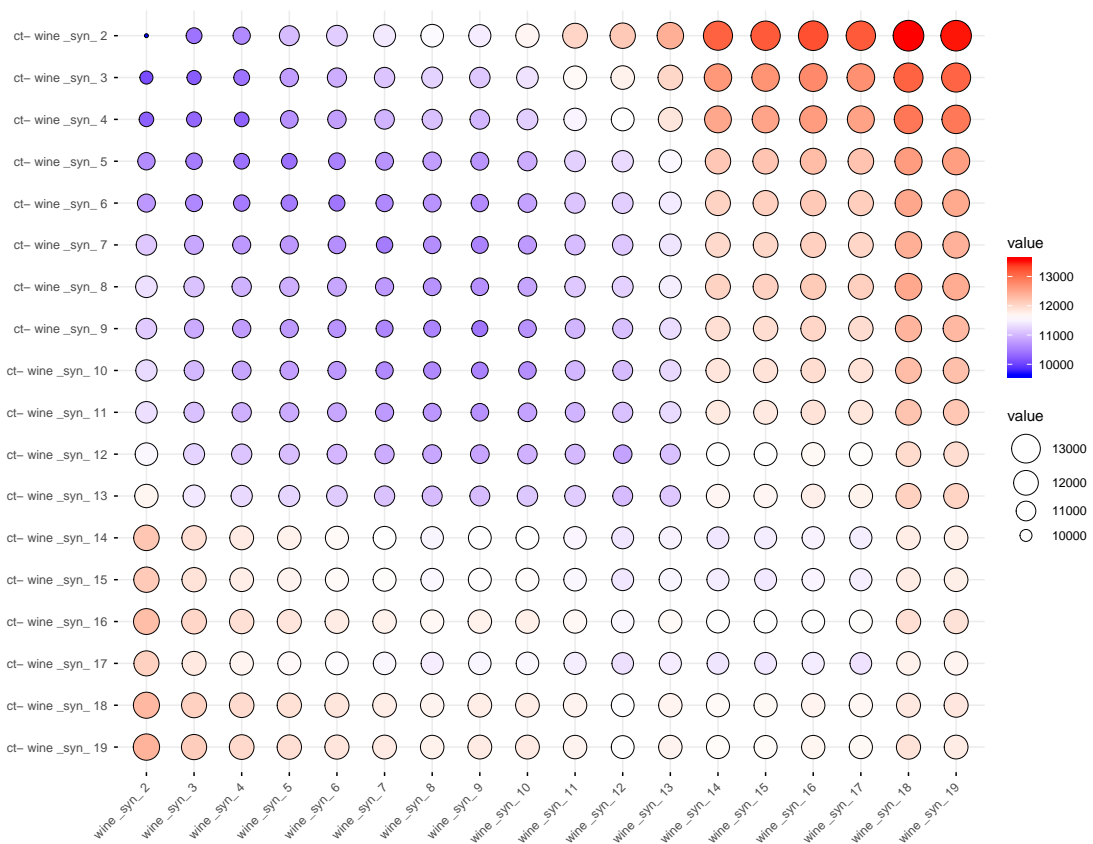 ct– wine _syn_ 2
ct– wine _syn_ 3
ct– wine _syn_ 4
ct– wine _syn_ 5
ct– wine _syn_ 6
ct– wine _syn_ 7
ct– wine _syn_ 8
ct– wine _syn_ 9
ct– wine _syn_ 10
ct– wine _syn_ 11
ct– wine _syn_ 12
ct– wine _syn_ 13
ct– wine _syn_ 14
ct– wine _syn_ 15
ct– wine _syn_ 16
ct– wine _syn_ 17
ct– wine _syn_ 18
ct– wine _syn_ 19
wine _syn_ 2
wine _syn_ 3
wine _syn_ 4
wine _syn_ 5
wine _syn_ 6
wine _syn_ 7
wine _syn_ 8
wine _syn_ 9
wine _syn_ 10
wine _syn_ 11
wine _syn_ 12
wine _syn_ 13
wine _syn_ 14
wine _syn_ 15
wine _syn_ 16
wine _syn_ 17
wine _syn_ 18
wine _syn_ 19
value
13000
12000
11000
10000
value
13000
12000
11000
10000